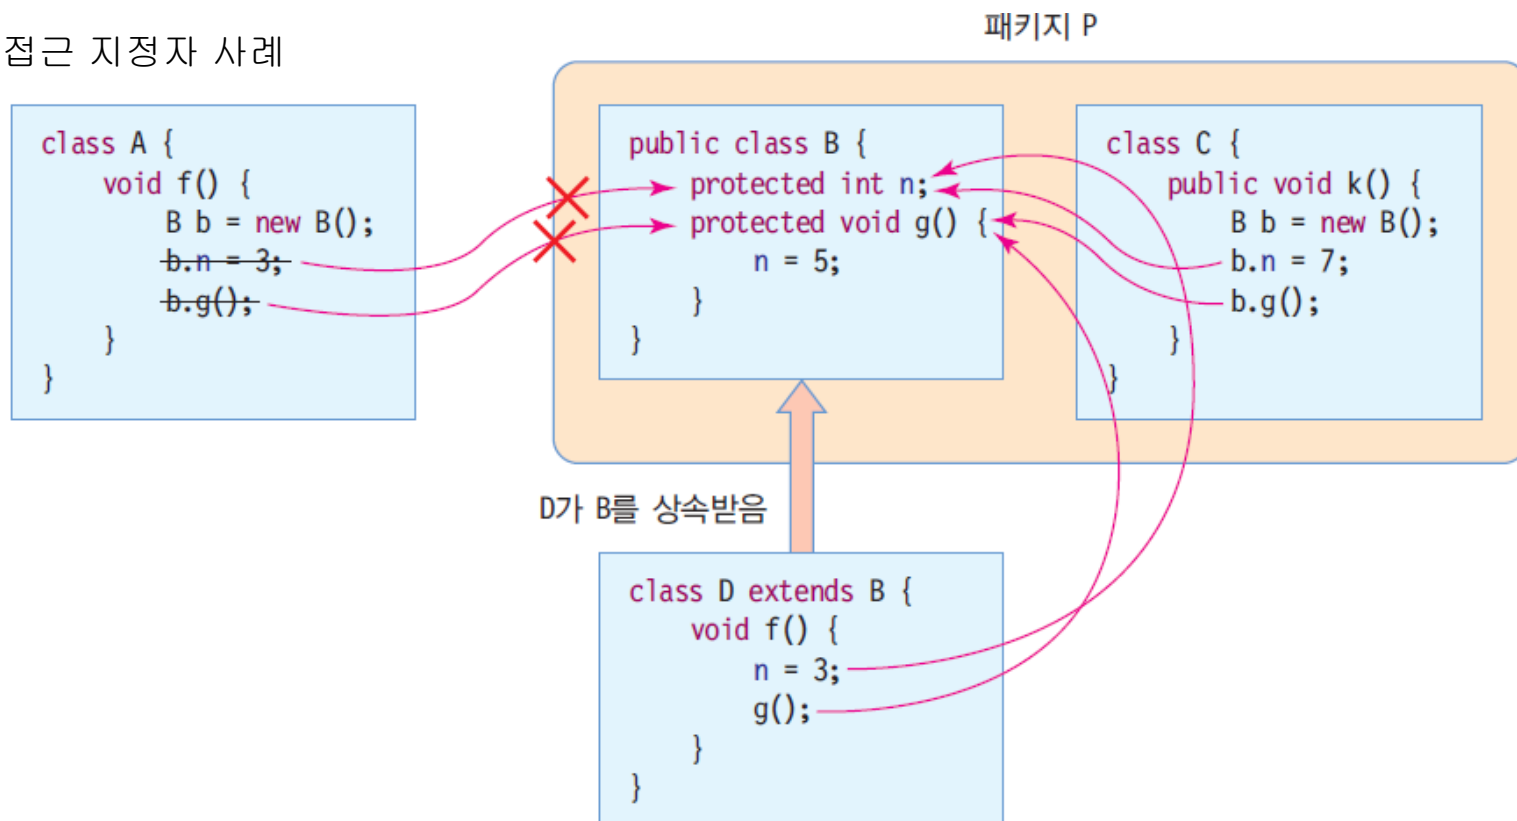 접근 지정자 사례
패키지 P
class A {
void f() {
B b = new B();
b.n = 3;
b.g();
}
}
public class B {
protected int n;
protected void g() {
n = 5;
}
}
class C {
public void k() {
B b = new B();
b.n = 7;
b.g();
}
}
D가 B를 상속받음
class D extends B {
void f() {
n = 3;
g();
}
}